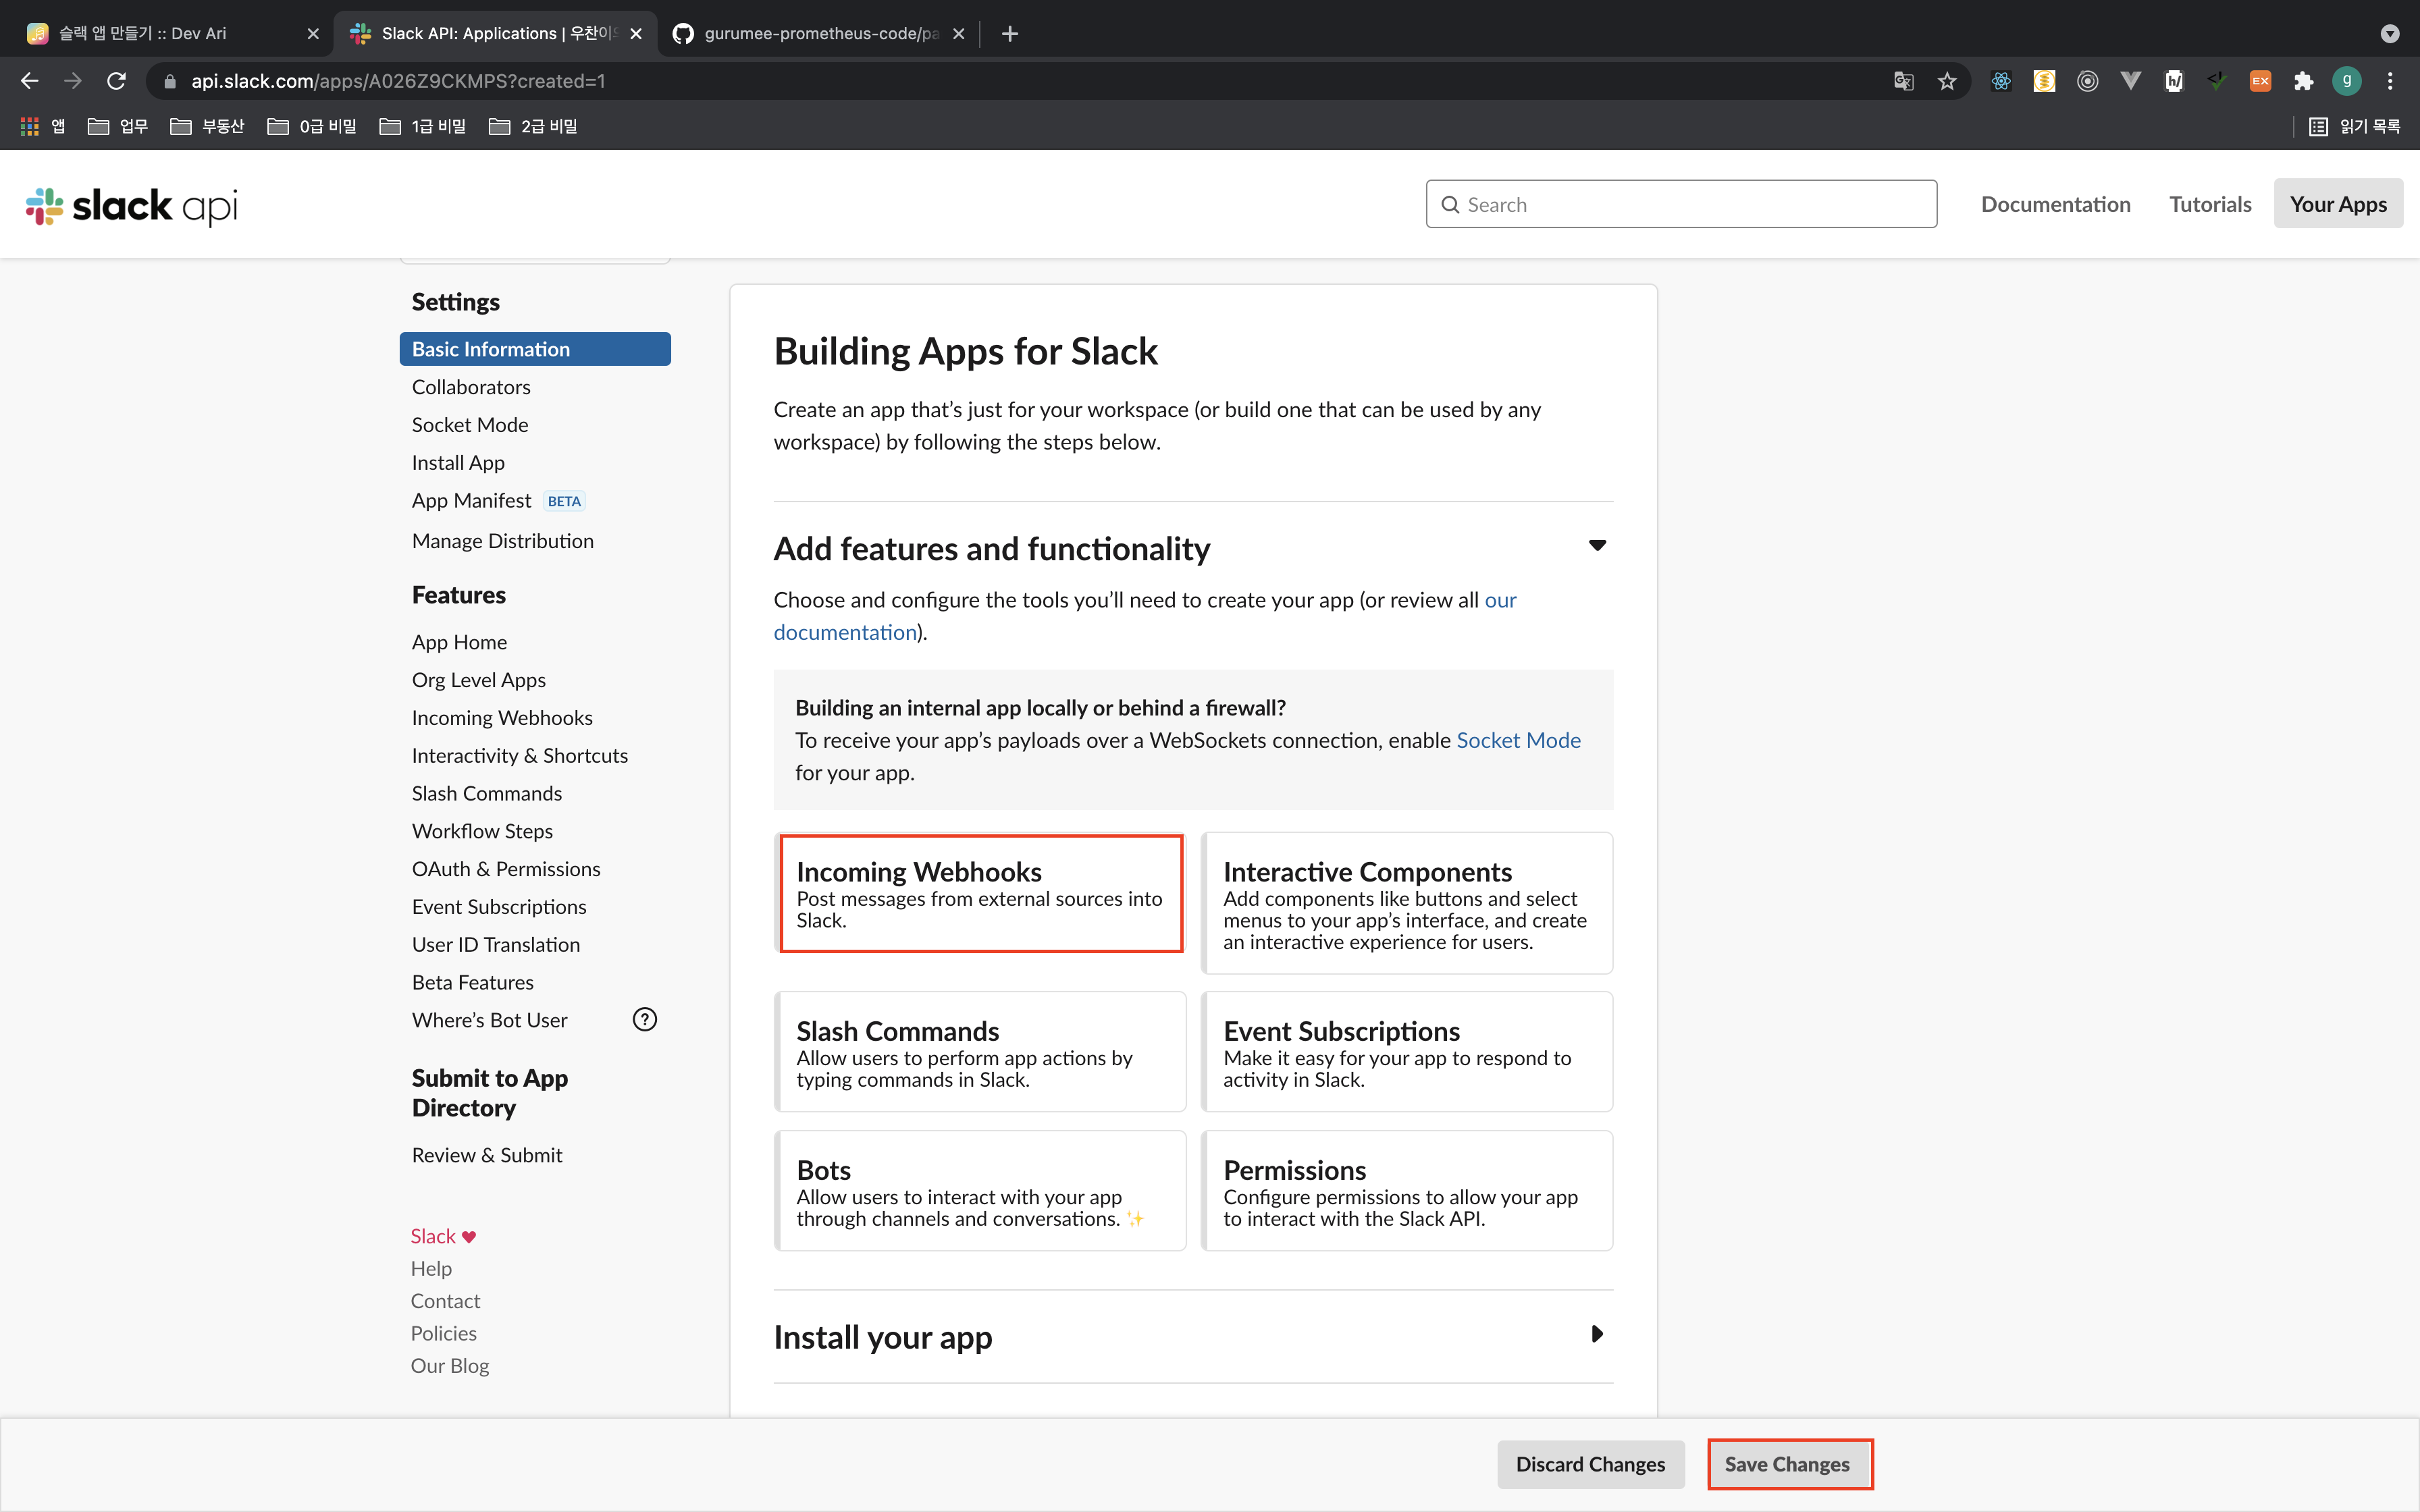 슬랙 앱 만들기 :: Dev Ari
Slack API: Applications | 우찬이
gurumee-prometheus-code/pa
api.slack.com/apps/A026Z9CKMPS?created=1
EX
g
앱
업무
부동산
0급 비밀
1급 비밀
2급 비밀
읽기 목록
slack api
Search
Documentation
Tutorials
Your Apps
Settings
Basic Information
Collaborators
Socket Mode
Install App
App Manifest BETA
Manage Distribution
Features
App Home
Org Level Apps
Incoming Webhooks
Interactivity & Shortcuts
Slash Commands
Workflow Steps
OAuth & Permissions
Event Subscriptions
User ID Translation
Beta Features
Where’s Bot User ?
Submit to App
Directory
Review & Submit
Slack ♥
Help
Contact
Policies
Our Blog
Building Apps for Slack
Create an app that’s just for your workspace (or build one that can be used by any
workspace) by following the steps below.
Add features and functionality
Choose and configure the tools you’ll need to create your app (or review all our
documentation).
Building an internal app locally or behind a firewall?
To receive your app’s payloads over a WebSockets connection, enable Socket Mode
for your app.
Incoming Webhooks
Post messages from external sources into
Slack.
Interactive Components
Add components like buttons and select
menus to your app’s interface, and create
an interactive experience for users.
Slash Commands
Allow users to perform app actions by
typing commands in Slack.
Event Subscriptions
Make it easy for your app to respond to
activity in Slack.
Bots
Allow users to interact with your app
through channels and conversations. ✨
Permissions
Configure permissions to allow your app
to interact with the Slack API.
Install your app
Discard Changes
Save Changes